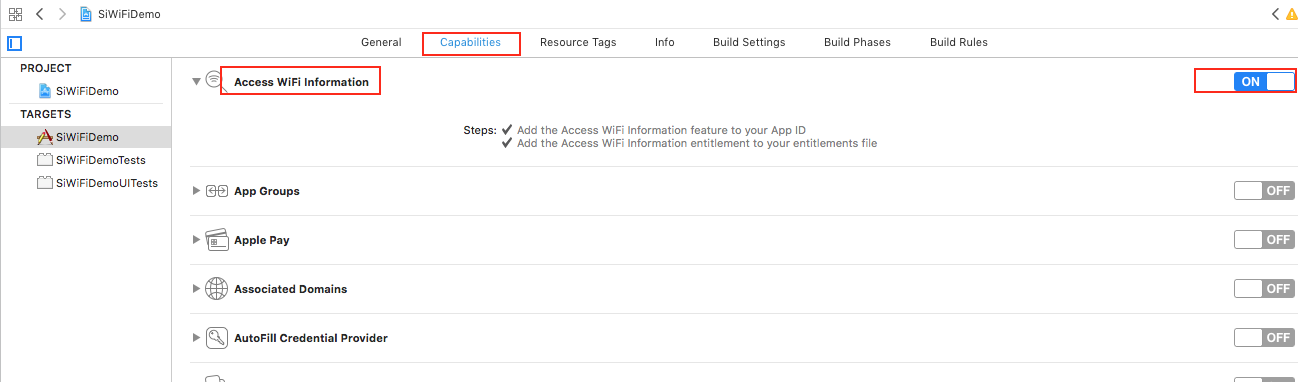 SiWiFiDemo
General Capabilities Resource Tags Info Build Settings Build Phases Build Rules
PROJECT
SiWiFiDemo
TARGETS
SiWiFiDemo
SiWiFiDemoTests
SiWiFiDemoUITests
Access WiFi Information ON
Steps: ✔ Add the Access WiFi Information feature to your App ID
✔ Add the Access WiFi Information entitlement to your entitlements file
App Groups OFF
Apple Pay OFF
Associated Domains OFF
AutoFill Credential Provider OFF